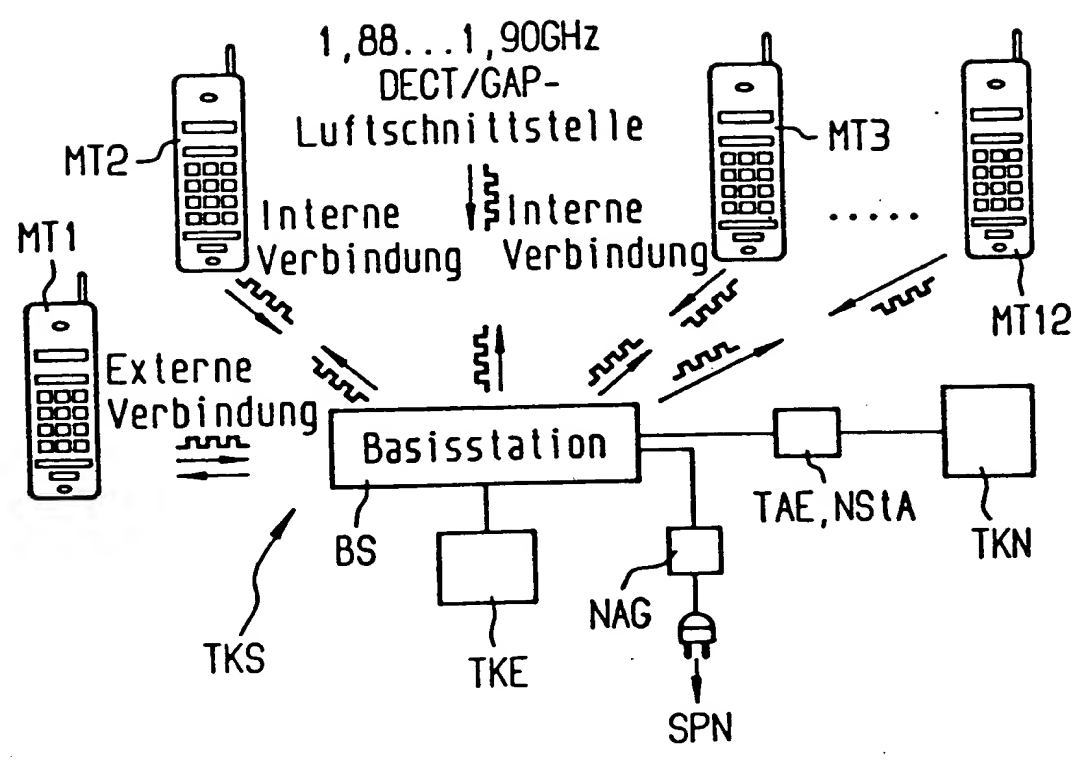 1,88...1,90GHz
DECT/GAP-
Luftschnittstelle
MT2
MT3
MT1
Interne
Verbindung
Interne
Verbindung
.....
MT12
Externe
Verbindung
Basisstation
BS
TAE,NStA
TKN
NAG
TKS
TKE
SPN